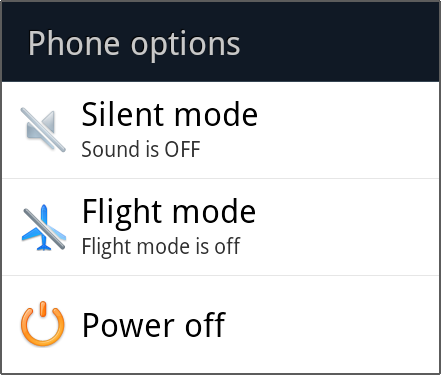 Phone options
Silent mode
Sound is OFF
Flight mode
Flight mode is off
Power off